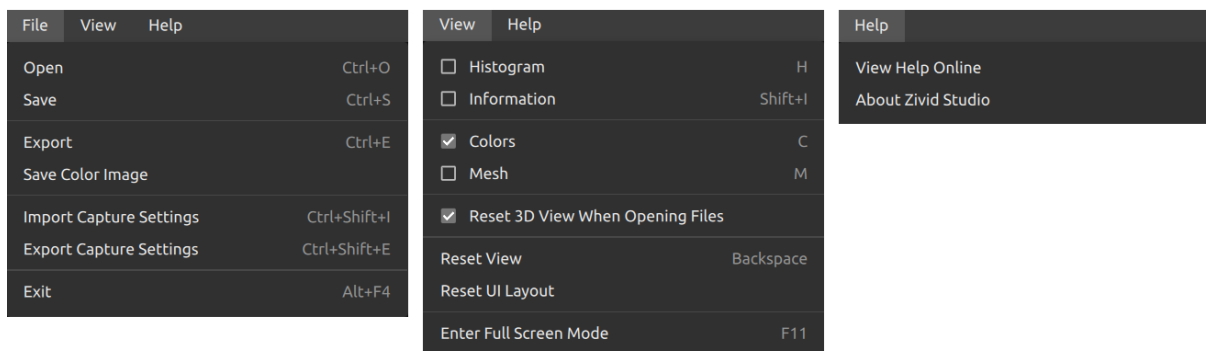 File View Help
Open Ctrl+O
Save Ctrl+S
Export Ctrl+E
Save Color Image
Import Capture Settings Ctrl+Shift+I
Export Capture Settings Ctrl+Shift+E
Exit Alt+F4
View Help
Histogram H
Information Shift+I
Colors C
Mesh M
Reset 3D View When Opening Files
Reset View Backspace
Reset UI Layout
Enter Full Screen Mode F11
Help
View Help Online
About Zivid Studio